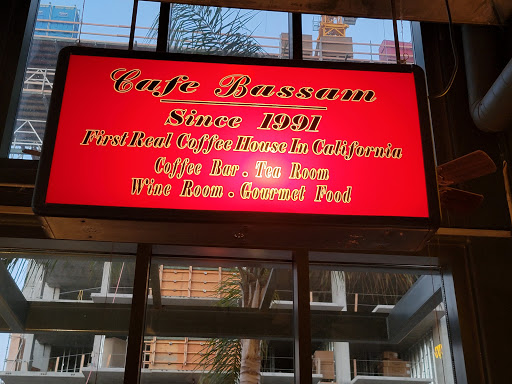 Cafe Bassam
Since 1991
First Real Coffee House In California
Coffee Bar . Tea Room
Wine Room . Gourmet Food